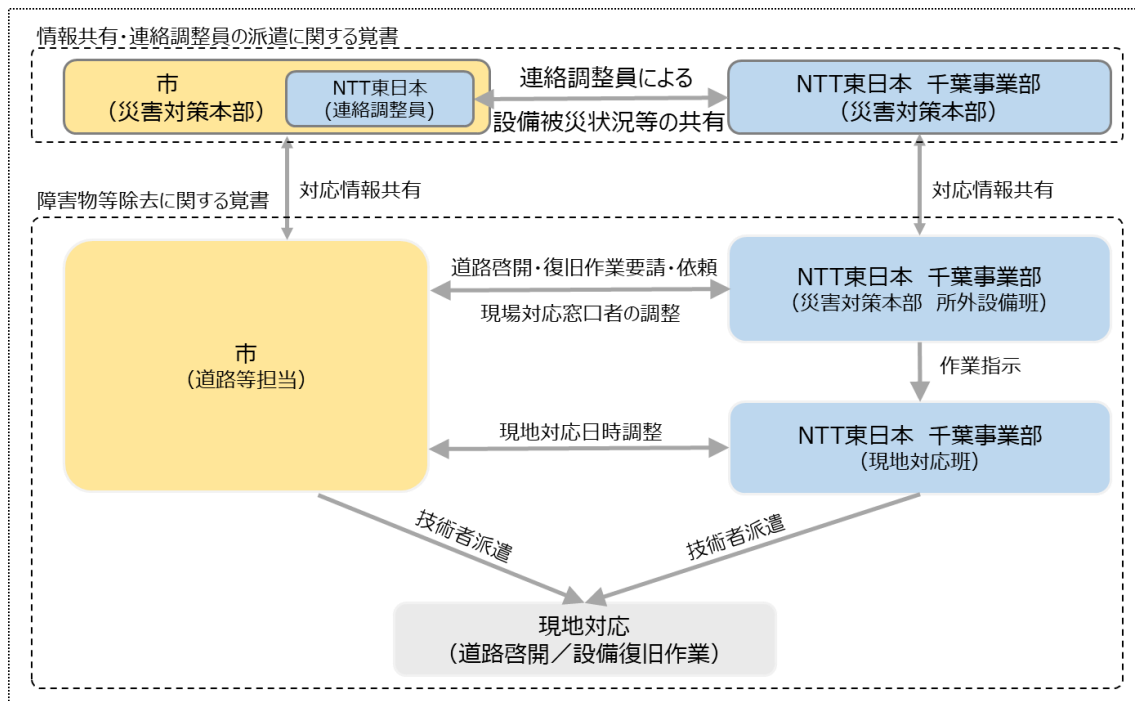 情報共有・連絡調整員の派遣に関する覚書
市
(災害対策本部)
NTT東日本
(連絡調整員)
連絡調整員による
設備被災状況等の共有
NTT東日本 千葉事業部
(災害対策本部)
対応情報共有
対応情報共有
障害物等除去に関する覚書
市
(道路等担当)
道路啓開・復旧作業要請・依頼
現場対応窓口者の調整
NTT東日本 千葉事業部
(災害対策本部 所外設備班)
作業指示
現地対応日時調整
NTT東日本 千葉事業部
(現地対応班)
技術者派遣
技術者派遣
現地対応
(道路啓開/設備復旧作業)